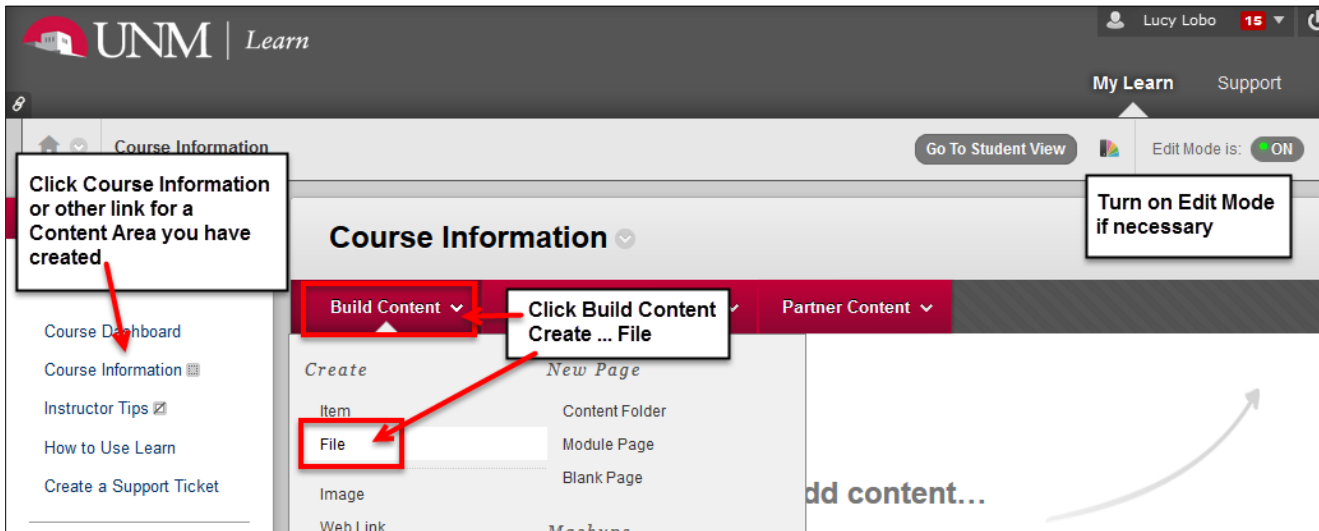 UNM | Learn
Lucy Lobo 15
My Learn Support
Course Information
Go To Student View
Edit Mode is: ON
Click Course Information
or other link for a
Content Area you have
created
Turn on Edit Mode
if necessary
Course Information
Build Content
Click Build Content
Create ... File
Partner Content
Course Dashboard
Course Information
Instructor Tips
How to Use Learn
Create a Support Ticket
Create
Item
File
Image
Web Link
New Page
Content Folder
Module Page
Blank Page
Mashups
dd content...